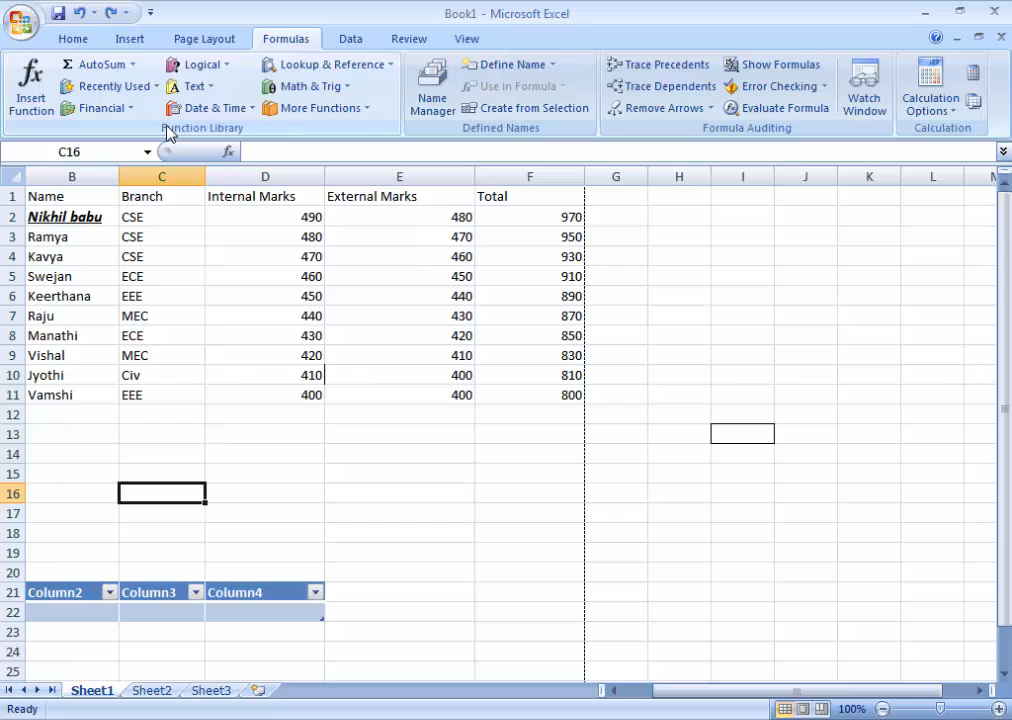 Book1 - Microsoft Excel
Home Insert Page Layout Formulas Data Review View
AutoSum Logical Lookup & Reference Define Name Trace Precedents Show Formulas
Recently Used Text Math & Trig Use in Formula Trace Dependents Error Checking
Financial Date & Time More Functions Create from Selection Remove Arrows Evaluate Formula
fx Insert Function
Name Manager
Watch Window
Calculation Options
Function Library Defined Names Formula Auditing Calculation
C16 fx
B C D E F G H I J K L
1 Name Branch Internal Marks External Marks Total
2 Nikhil babu CSE 490 480 970
3 Ramya CSE 480 470 950
4 Kavya CSE 470 460 930
5 Swejan ECE 460 450 910
6 Keerthana EEE 450 440 890
7 Raju MEC 440 430 870
8 Manathi ECE 430 420 850
9 Vishal MEC 420 410 830
10 Jyothi Civ 410 400 810
11 Vamshi EEE 400 400 800
12
13
14
15
16
17
18
19
20
21 Column2 Column3 Column4
22
23
24
25
Sheet1 Sheet2 Sheet3
Ready 100%